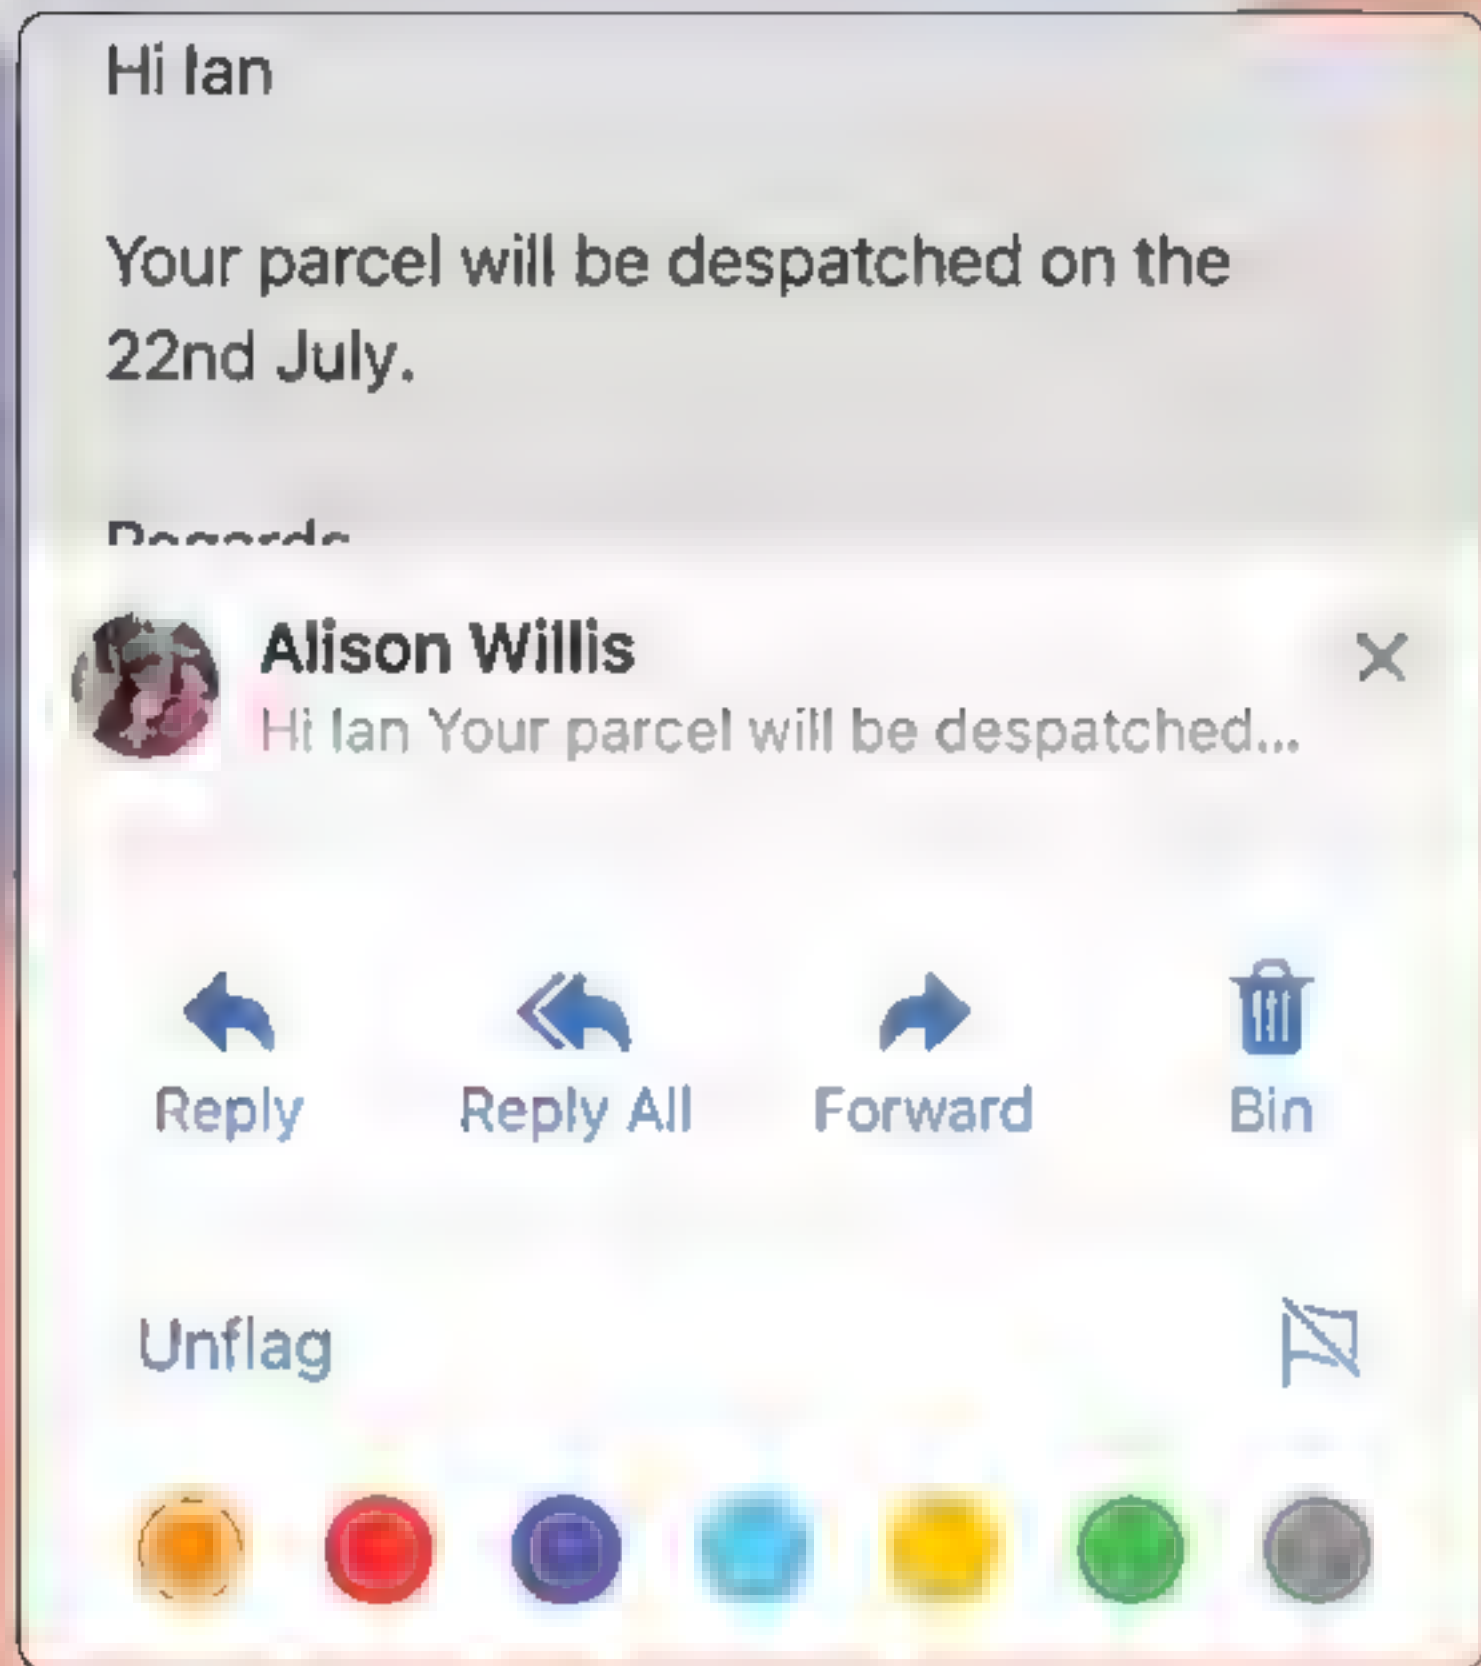 Hi Ian
Your parcel will be despatched on the
22nd July.
Regards
Alison Willis
Hi Ian Your parcel will be despatched...
Reply
Reply All
Forward
Bin
Unflag